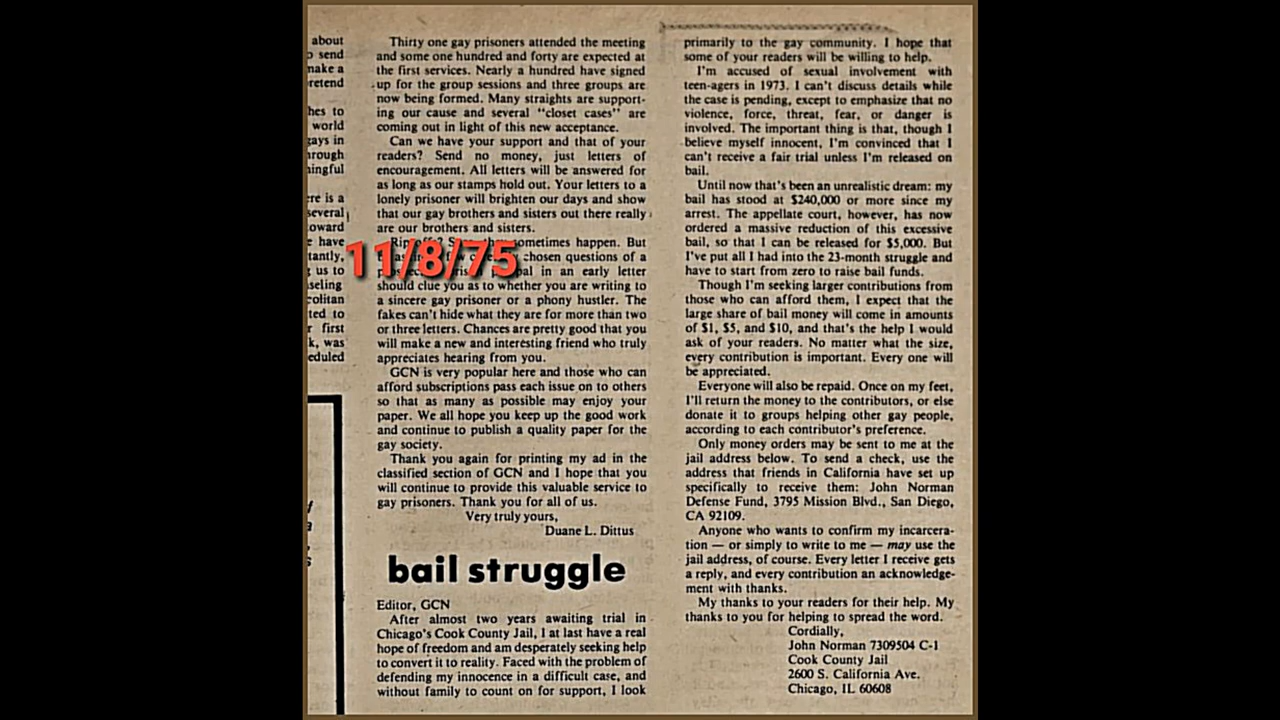 about
send
make a
retend
hes to
world
gays in
hrough
ningful
ere is a
several
oward
e have
tantly,
g us to
seling
colitan
ted to
r first
k, was
eduled
Thirty one gay prisoners attended the meeting
and some one hundred and forty are expected at
the first services. Nearly a hundred have signed
up for the group sessions and three groups are
now being formed. Many straights are support-
ing our cause and several "closet cases" are
coming out in light of this new acceptance.
Can we have your support and that of your
readers? Send no money, just letters of
encouragement. All letters will be answered for
as long as our stamps hold out. Your letters to a
lonely prisoner will brighten our days and show
that our gay brothers and sisters out there really
are our brothers and sisters.
sometimes happen. But
chosen questions of a
in an early letter
11/8/75
should clue you as to whether you are writing to
a sincere gay prisoner or a phony hustler. The
fakes can't hide what they are for more than two
or three letters. Chances are pretty good that you
will make a new and interesting friend who truly
appreciates hearing from you.
GCN is very popular here and those who can
afford subscriptions pass each issue on to others
so that as many as possible may enjoy your
paper. We all hope you keep up the good work
and continue to publish a quality paper for the
gay society.
Thank you again for printing my ad in the
classified section of GCN and I hope that you
will continue to provide this valuable service to
gay prisoners. Thank you for all of us.
Very truly yours,
Duane L. Dittus
bail struggle
Editor, GCN
After almost two years awaiting trial in
Chicago's Cook County Jail, I at last have a real
hope of freedom and am desperately seeking help
to convert it to reality. Faced with the problem of
defending my innocence in a difficult case, and
without family to count on for support, I look
primarily to the gay community. I hope that
some of your readers will be willing to help.
I'm accused of sexual involvement with
teen-agers in 1973. I can't discuss details while
the case is pending, except to emphasize that no
violence, force, threat, fear, or danger is
involved. The important thing is that, though I
believe myself innocent, I'm convinced that I
can't receive a fair trial unless I'm released on
bail.
Until now that's been an unrealistic dream: my
bail has stood at $240,000 or more since my
arrest. The appellate court, however, has now
ordered a massive reduction of this excessive
bail, so that I can be released for $5,000. But
I've put all I had into the 23-month struggle and
have to start from zero to raise bail funds.
Though I'm seeking larger contributions from
those who can afford them, I expect that the
large share of bail money will come in amounts
of $1, $5, and $10, and that's the help I would
ask of your readers. No matter what the size,
every contribution is important. Every one will
be appreciated.
Everyone will also be repaid. Once on my feet,
I'll return the money to the contributors, or else
donate it to groups helping other gay people,
according to each contributor's preference.
Only money orders may be sent to me at the
jail address below. To send a check, use the
address that friends in California have set up
specifically to receive them: John Norman
Defense Fund, 3795 Mission Blvd., San Diego,
CA 92109.
Anyone who wants to confirm my incarcera-
tion — or simply to write to me — may use the
jail address, of course. Every letter I receive gets
a reply, and every contribution an acknowledge-
ment with thanks.
My thanks to your readers for their help. My
thanks to you for helping to spread the word.
Cordially,
John Norman 7309504 C-1
Cook County Jail
2600 S. California Ave.
Chicago, IL 60608